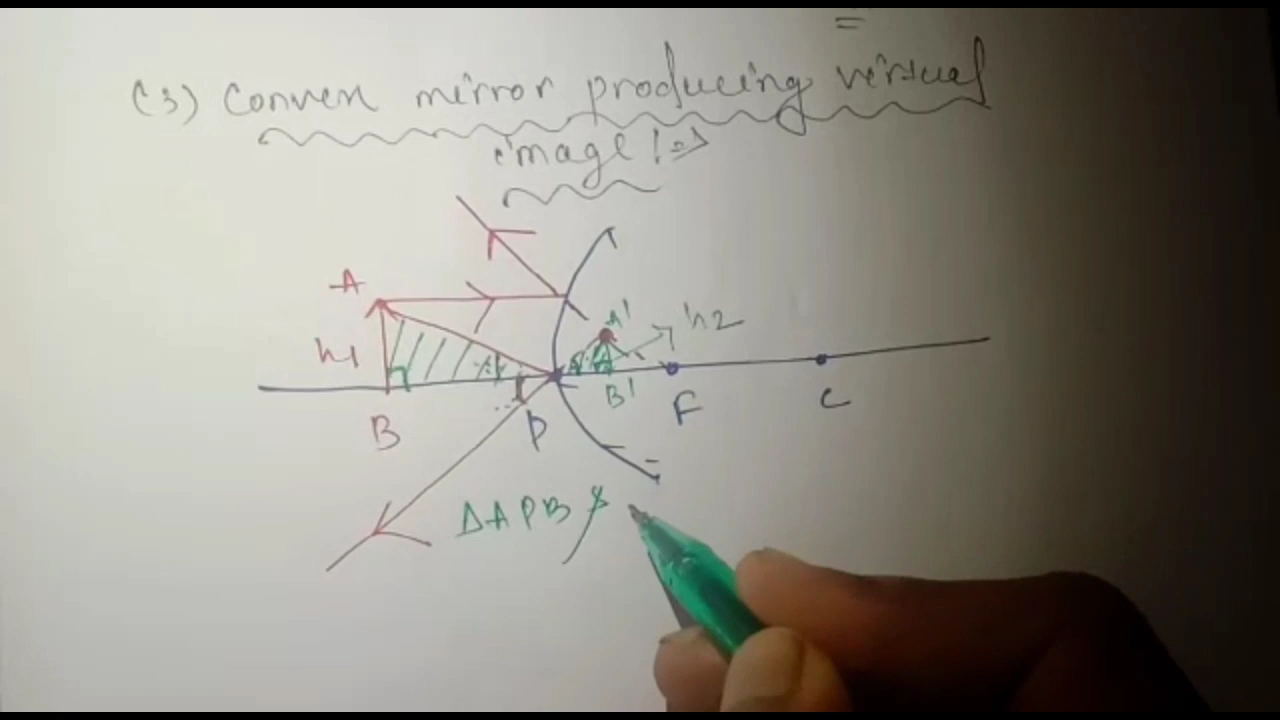 (3) Convex mirror producing virtual
image :=>
A
h1
A'
h2
B
P
B'
F
C
ΔAPB &